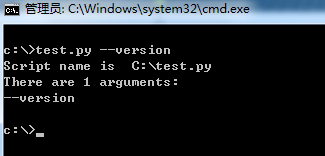 管理员: C:\Windows\system32\cmd.exe
c:\>test.py --version
Script name is  C:\test.py
There are 1 arguments:
--version
c:\>